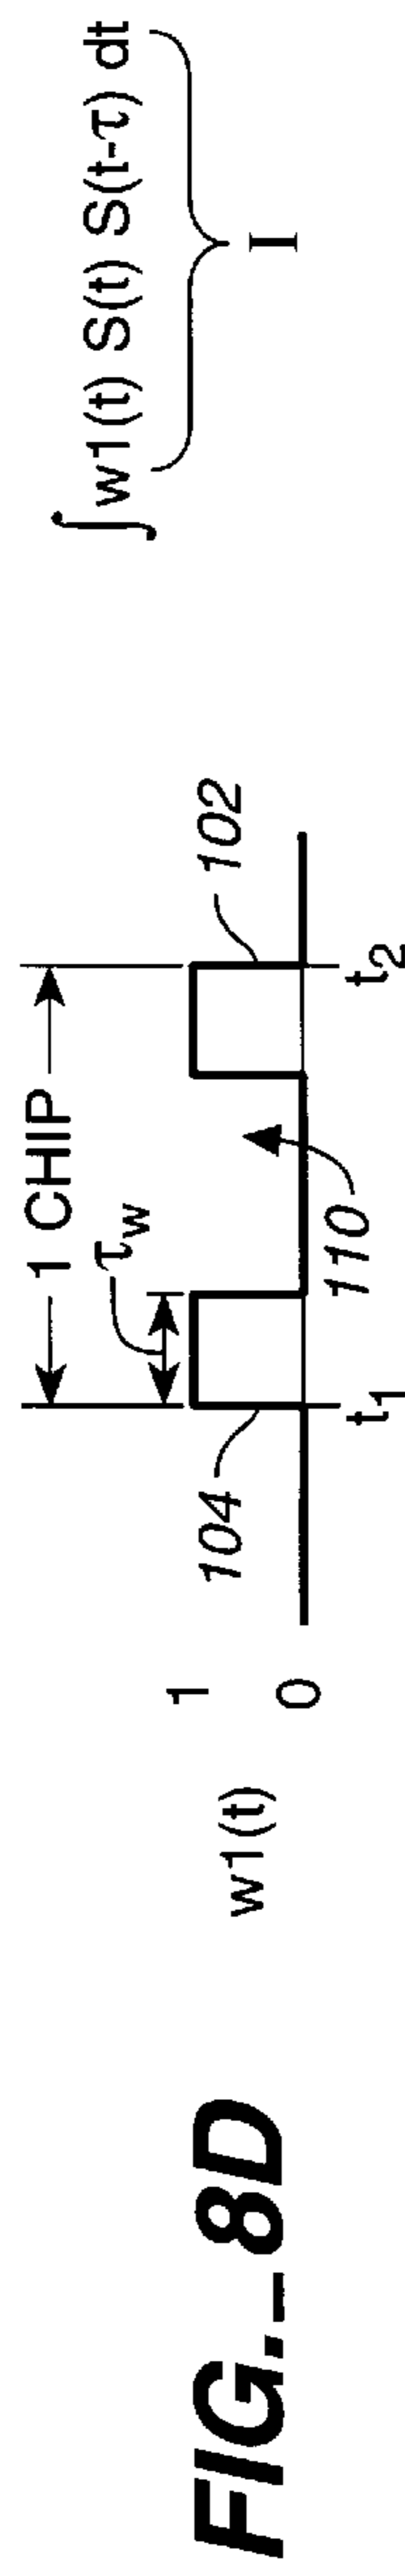 FIG._8D
w1(t)
1
0
1 CHIP
τw
104
102
110
t1
t2
∫ w1(t) S(t) S(t-τ) dt
I